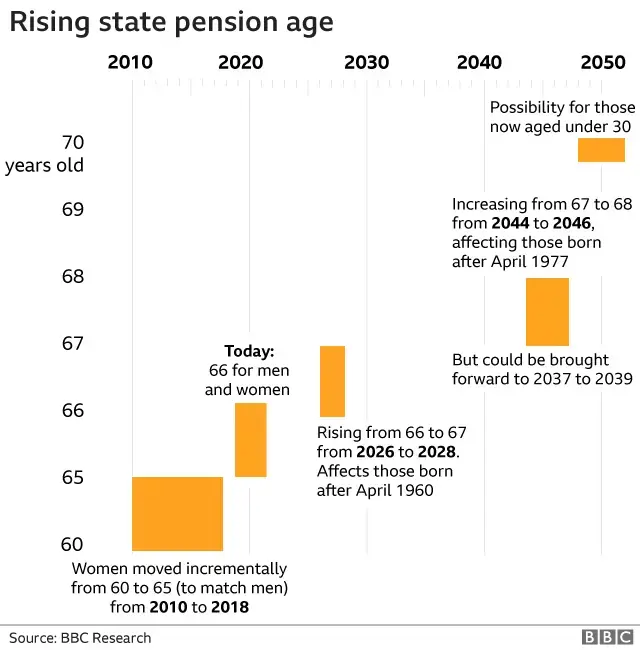 Rising state pension age
2010 2020 2030 2040 2050
Possibility for those
now aged under 30
70
years old
Increasing from 67 to 68
from 2044 to 2046,
affecting those born
after April 1977
69
68
67
But could be brought
forward to 2037 to 2039
Today:
66 for men
and women
66
Rising from 66 to 67
from 2026 to 2028.
Affects those born
after April 1960
65
60
Women moved incrementally
from 60 to 65 (to match men)
from 2010 to 2018
Source: BBC Research
BBC